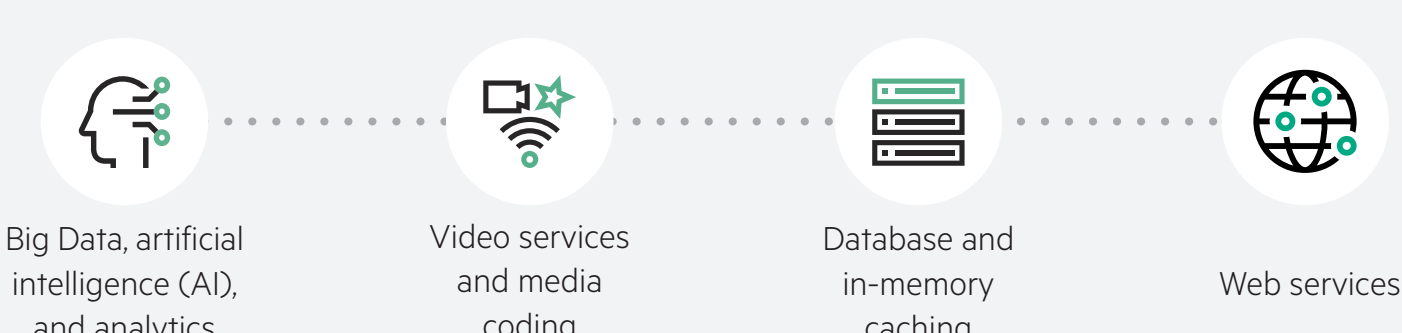 Big Data, artificial
intelligence (AI),
and analytics
Video services
and media
coding
Database and
in-memory
caching
Web services